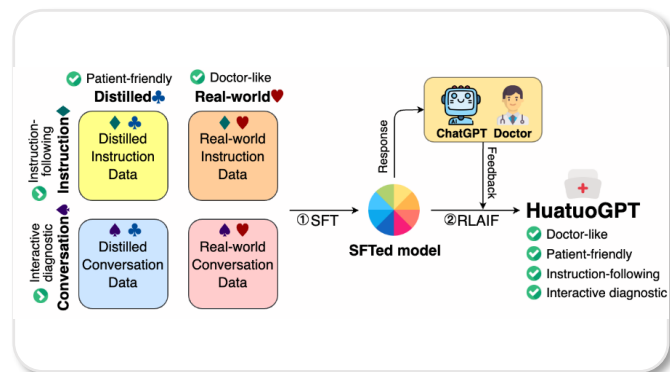 Patient-friendly
Distilled♣
Doctor-like
Real-world♥
Instruction-
following
Instruction♦
♦ ♣
Distilled
Instruction
Data
♦ ♥
Real-world
Instruction
Data
Interactive
diagnostic
Conversation♠
♠ ♣
Distilled
Conversation
Data
♠ ♥
Real-world
Conversation
Data
①SFT
SFTed model
Response
AI
ChatGPT Doctor
Feedback
②RLAIF
HuatuoGPT
Doctor-like
Patient-friendly
Instruction-following
Interactive diagnostic